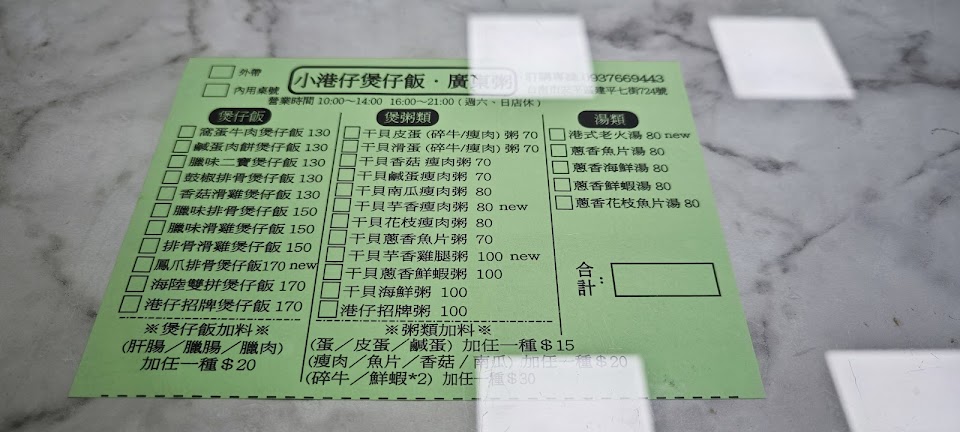 外帶
內用桌號
小港仔煲仔飯・廣東粥
訂購專線:0937669443
建平七街724號
營業時間 10:00~14:00 16:00~21:00 (週六、日店休)
煲仔飯
窩蛋牛肉煲仔飯 130
鹹蛋肉餅煲仔飯 130
臘味二寶煲仔飯 130
豉椒排骨煲仔飯 130
香菇滑雞煲仔飯 130
臘味排骨煲仔飯 150
臘味滑雞煲仔飯 150
排骨滑雞煲仔飯 150
鳳爪排骨煲仔飯170 new
海陸雙拼煲仔飯 170
港仔招牌煲仔飯 170
※煲仔飯加料※
(肝腸/臘腸/臘肉)
加任一種$20
煲粥類
干貝皮蛋 (碎牛/瘦肉) 粥 70
干貝滑蛋 (碎牛/瘦肉) 粥 70
干貝香菇 瘦肉粥 70
干貝鹹蛋瘦肉粥 70
干貝南瓜瘦肉粥 80
干貝芋香瘦肉粥 80 new
干貝花枝瘦肉粥 80
干貝蔥香魚片粥 70
干貝芋香雞腿粥 100 new
干貝蔥香鮮蝦粥 100
干貝海鮮粥 100
港仔招牌粥 100
※粥類加料※
(蛋/皮蛋/鹹蛋) 加任一種$15
(瘦肉/魚片/香菇/南瓜) 加任一種$20
(碎牛/鮮蝦*2) 加任一種$30
湯類
港式老火湯 80 new
蔥香魚片湯 80
蔥香海鮮湯 80
蔥香鮮蝦湯 80
蔥香花枝魚片湯 80
合計: